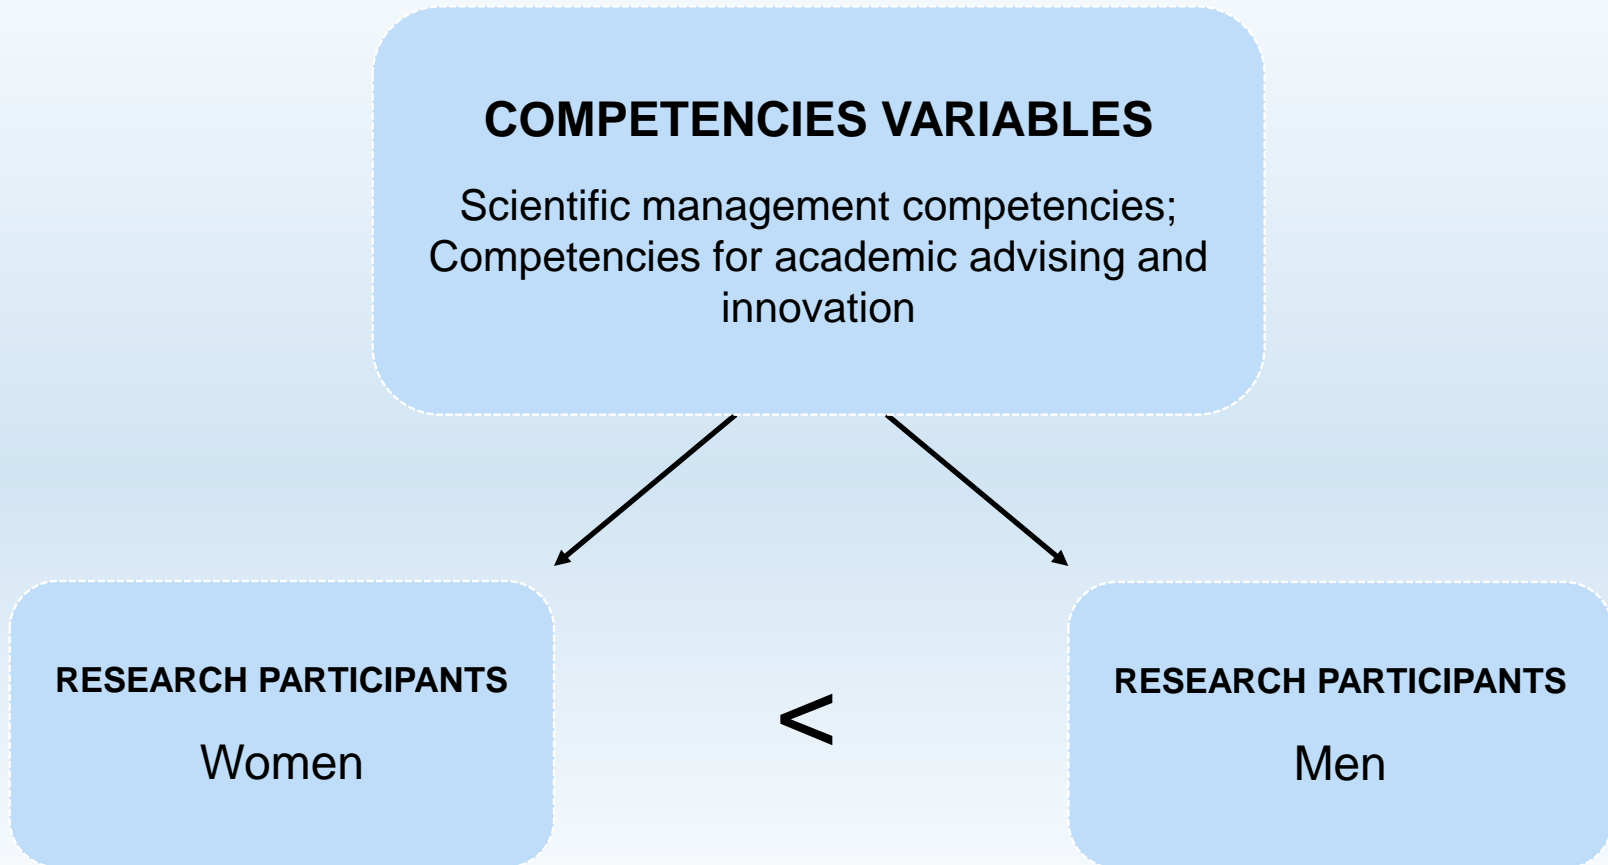 COMPETENCIES VARIABLES
Scientific management competencies;
Competencies for academic advising and
innovation
RESEARCH PARTICIPANTS
Women
<
RESEARCH PARTICIPANTS
Men